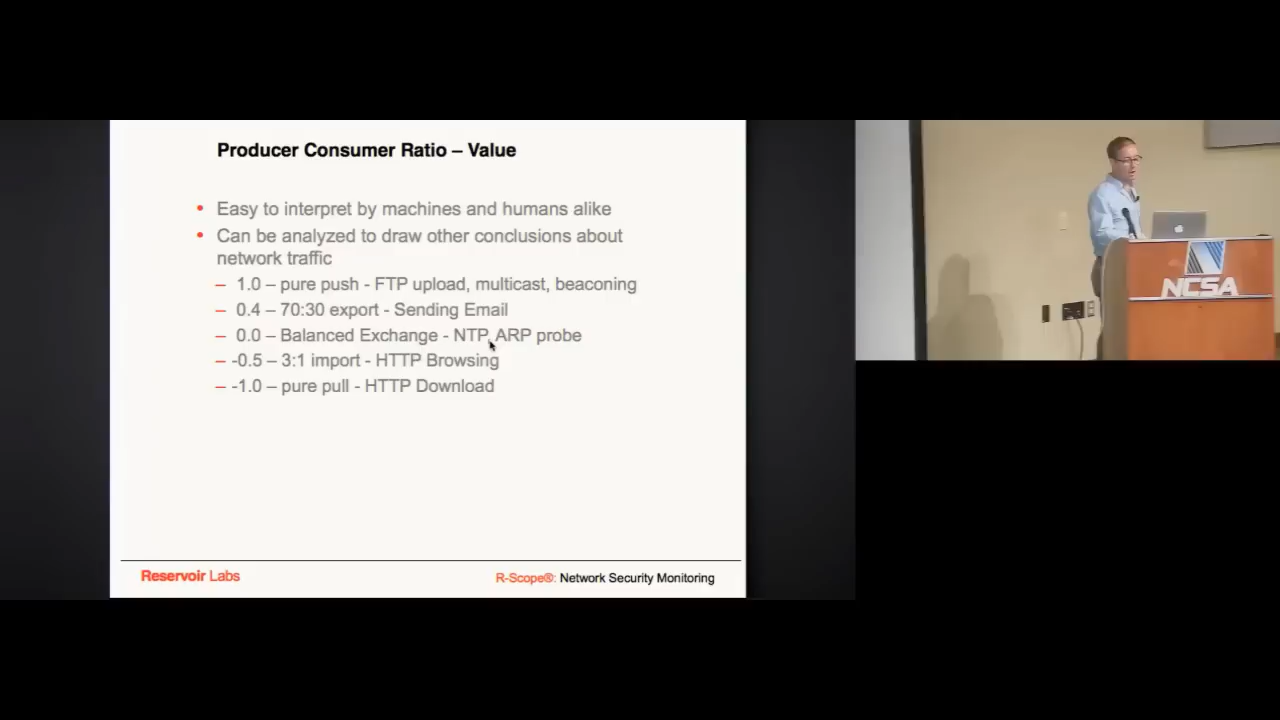 Producer Consumer Ratio – Value
• Easy to interpret by machines and humans alike
• Can be analyzed to draw other conclusions about
network traffic
– 1.0 – pure push - FTP upload, multicast, beaconing
– 0.4 – 70:30 export - Sending Email
– 0.0 – Balanced Exchange - NTP, ARP probe
– -0.5 – 3:1 import - HTTP Browsing
– -1.0 – pure pull - HTTP Download
Reservoir Labs
R-Scope®: Network Security Monitoring
NCSA